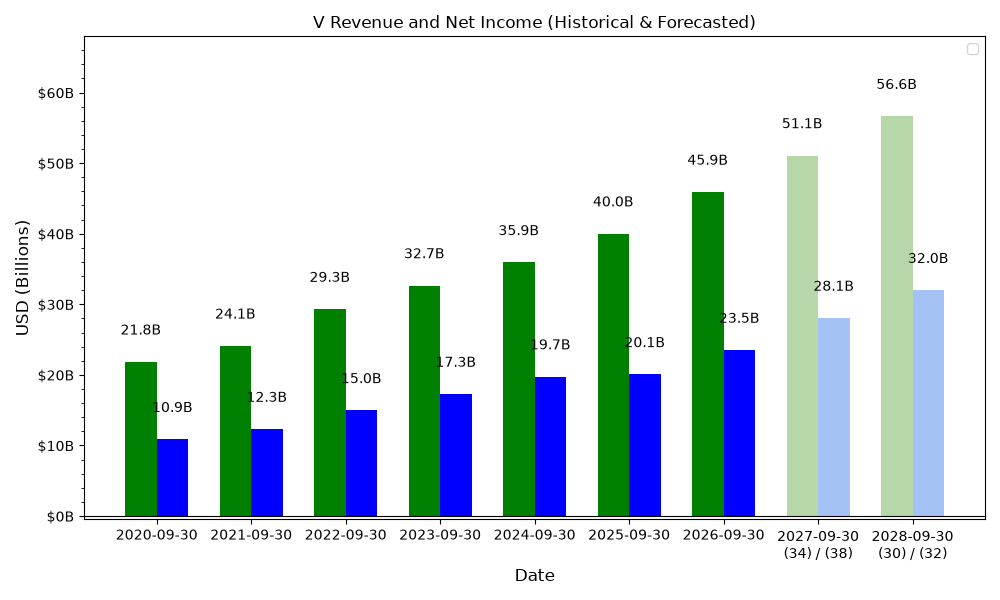 V Revenue and Net Income (Historical & Forecasted)
USD (Billions)
$60B
$50B
$40B
$30B
$20B
$10B
$0B
21.8B
10.9B
24.1B
12.3B
29.3B
15.0B
32.7B
17.3B
35.9B
19.7B
40.0B
20.1B
45.9B
23.5B
51.1B
28.1B
56.6B
32.0B
2020-09-30
2021-09-30
2022-09-30
2023-09-30
2024-09-30
2025-09-30
2026-09-30
2027-09-30
(34) / (38)
2028-09-30
(30) / (32)
Date